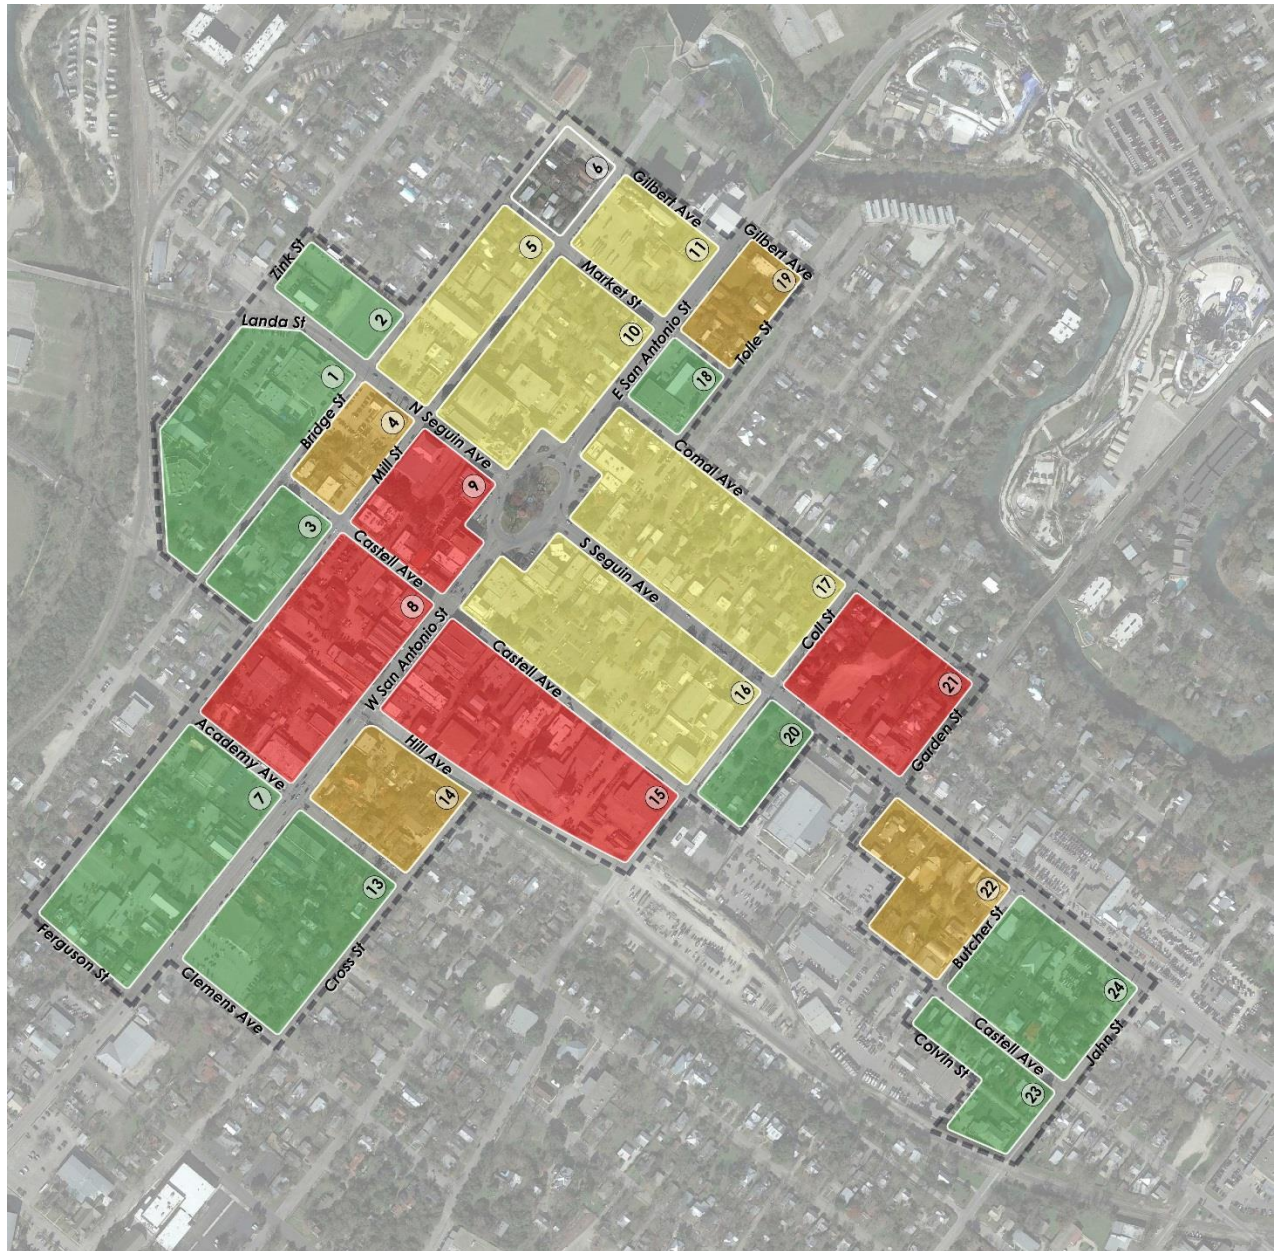 6
Gilbert Ave
5
11
Gilbert Ave
Zink St
19
Market St
2
Landa St
10
E San Antonio St
Tolle St
1
18
Bridge St
4
N Seguin Ave
Mill St
9
Comal Ave
3
Castell Ave
S Seguin Ave
17
8
Coll St
W San Antonio St
Castell Ave
21
16
Garden St
20
Academy Ave
Hill Ave
7
14
15
13
22
Butcher St
Ferguson St
Cross St
Clemens Ave
24
Castell Ave
Jahn St
Calvin St
23